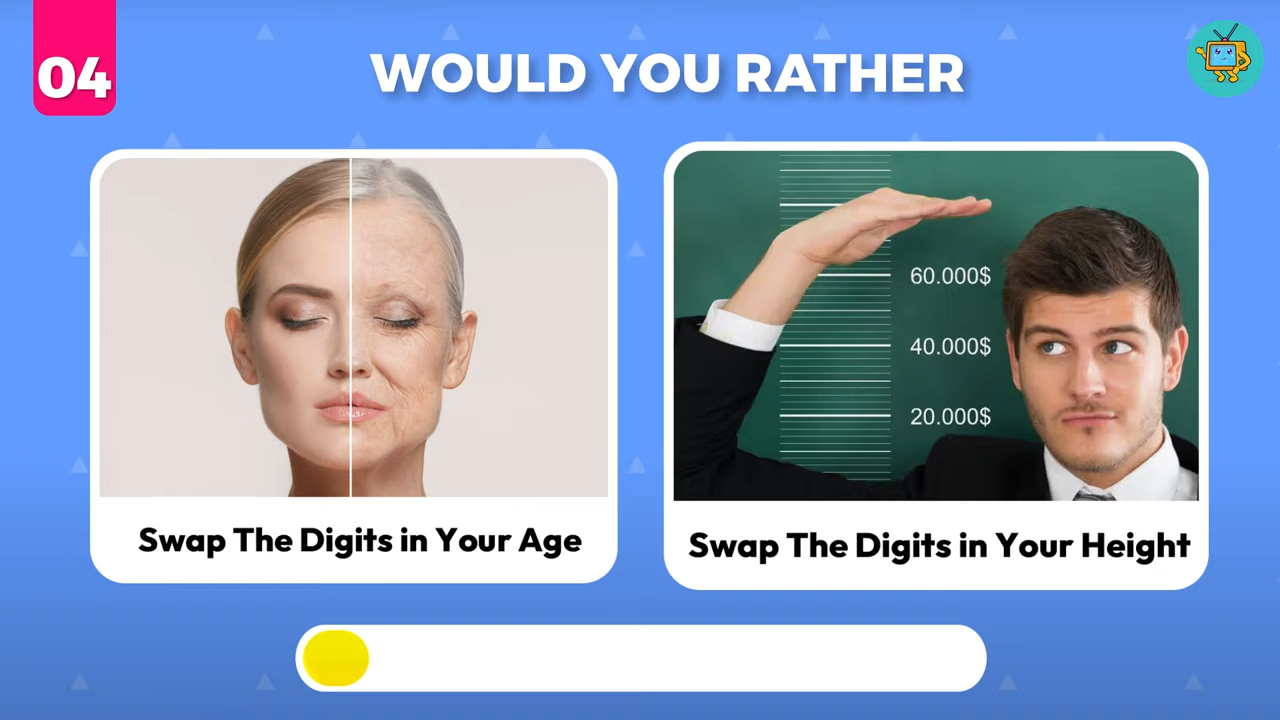 04
WOULD YOU RATHER
60.000$
40.000$
20.000$
Swap The Digits in Your Age
Swap The Digits in Your Height